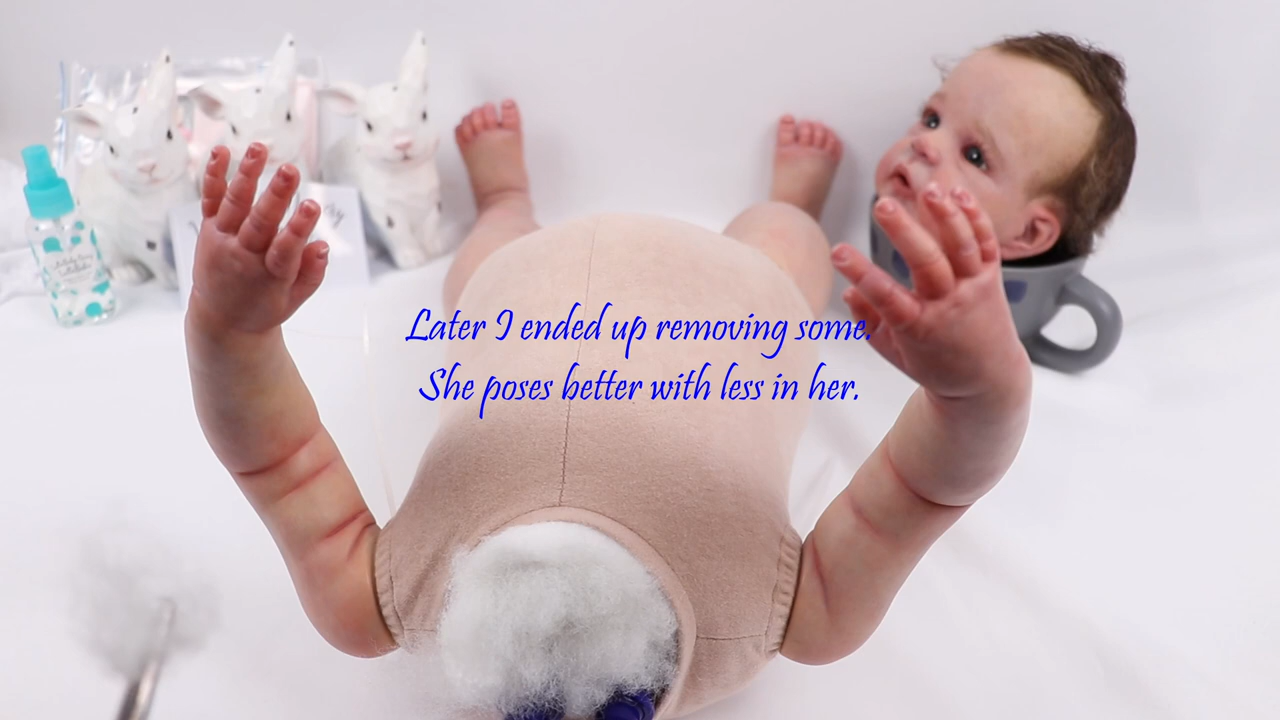 Later I ended up removing some.
She poses better with less in her.